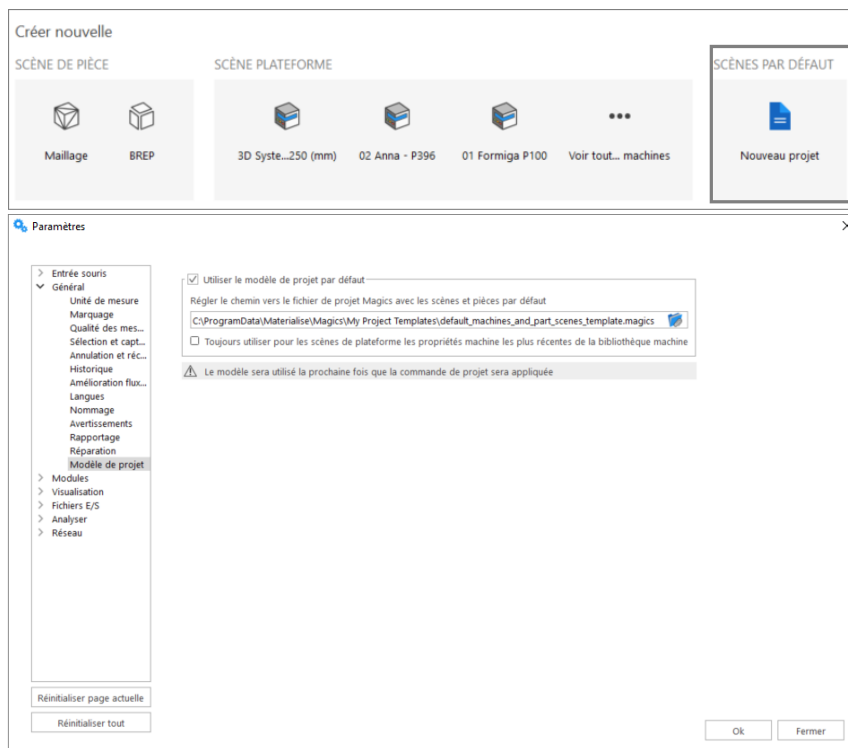 Créer nouvelle
SCÈNE DE PIÈCE
SCÈNE PLATEFORME
SCÈNES PAR DÉFAUT
Maillage
BREP
3D Syste...250 (mm)
02 Anna - P396
01 Formiga P100
Voir tout... machines
Nouveau projet
Paramètres
Entrée souris
Général
Unité de mesure
Marquage
Qualité des mes...
Sélection et capt...
Annulation et réc...
Historique
Amélioration flux...
Langues
Nommage
Avertissements
Rapportage
Réparation
Modèle de projet
Modules
Visualisation
Fichiers E/S
Analyser
Réseau
Réinitialiser page actuelle
Réinitialiser tout
Utiliser le modèle de projet par défaut
Régler le chemin vers le fichier de projet Magics avec les scènes et pièces par défaut
C:\ProgramData\Materialise\Magics\My Project Templates\default_machines_and_part_scenes_template.magics
Toujours utiliser pour les scènes de plateforme les propriétés machine les plus récentes de la bibliothèque machine
Le modèle sera utilisé la prochaine fois que la commande de projet sera appliquée
Ok
Fermer